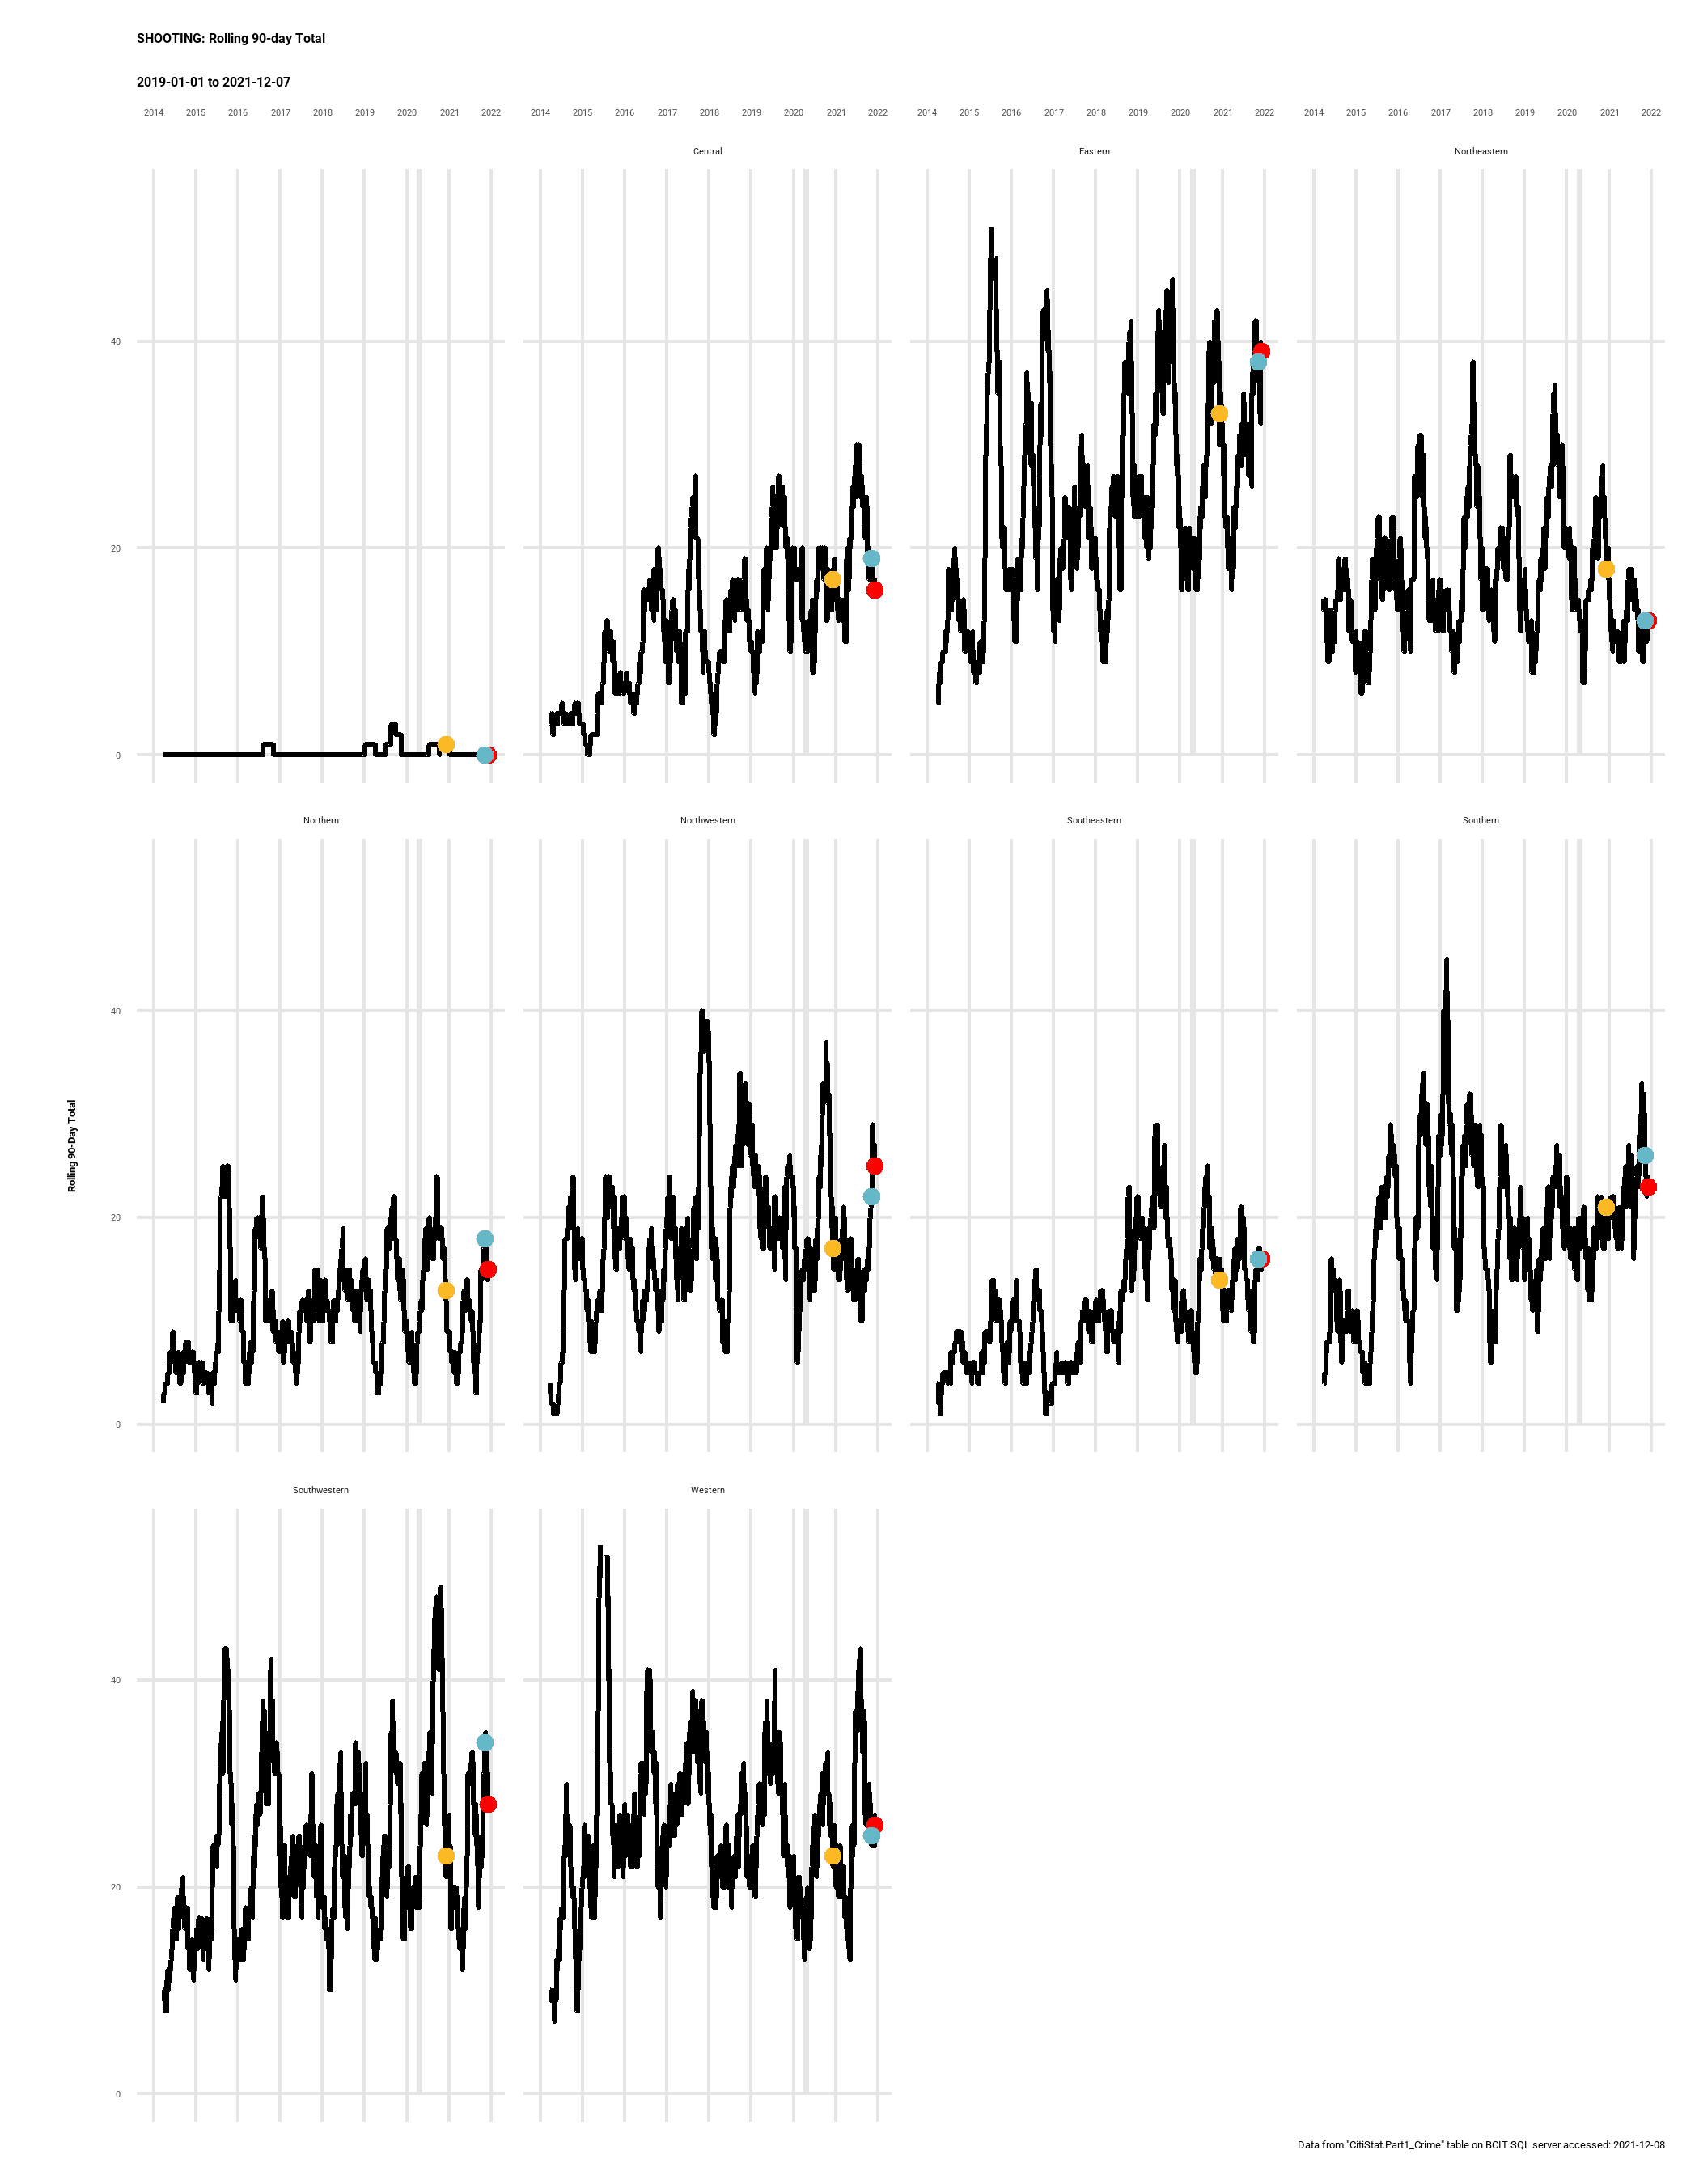 SHOOTING: Rolling 90-day Total
2019-01-01 to 2021-12-07
2014 2015 2016 2017 2018 2019 2020 2021 2022 2014 2015 2016 2017 2018 2019 2020 2021 2022 2014 2015 2016 2017 2018 2019 2020 2021 2022 2014 2015 2016 2017 2018 2019 2020 2021 2022
Central Eastern Northeastern
40
20
0
Northern Northwestern Southeastern Southern
40
20
0
Rolling 90-Day Total
Southwestern Western
40
20
0
Data from "CitiStat.Part1_Crime" table on BCIT SQL server accessed: 2021-12-08